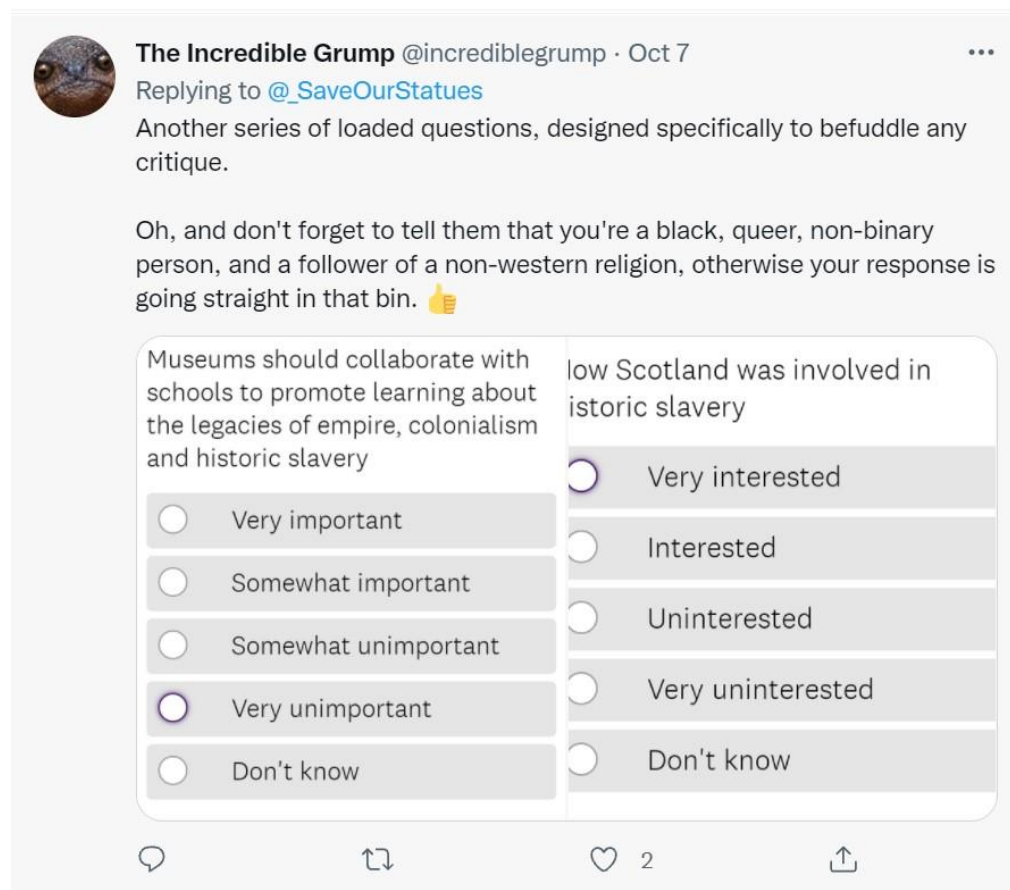 The Incredible Grump @incrediblegrump · Oct 7
Replying to @_SaveOurStatues
Another series of loaded questions, designed specifically to befuddle any
critique.
Oh, and don't forget to tell them that you're a black, queer, non-binary
person, and a follower of a non-western religion, otherwise your response is
going straight in that bin. 👍
Museums should collaborate with
schools to promote learning about
the legacies of empire, colonialism
and historic slavery
Very important
Somewhat important
Somewhat unimportant
Very unimportant
Don't know
low Scotland was involved in
istoric slavery
Very interested
Interested
Uninterested
Very uninterested
Don't know
2